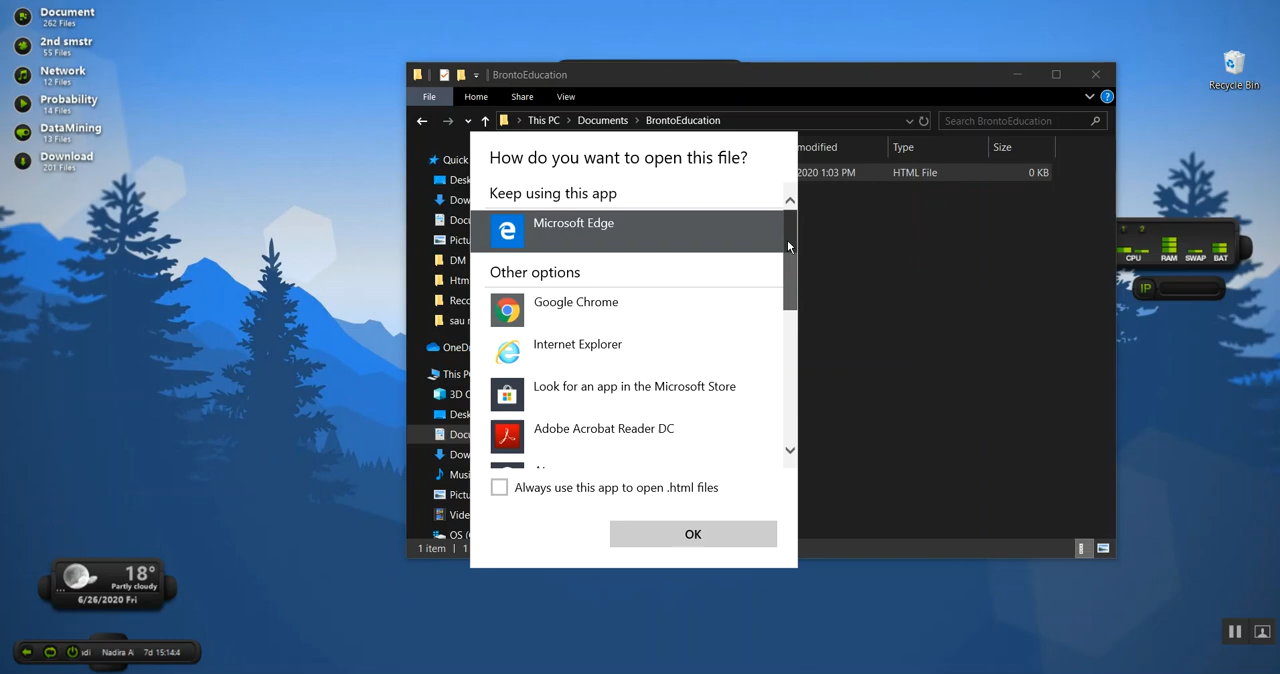 Document
262 Files
2nd smstr
55 Files
Network
12 Files
Probability
14 Files
DataMining
13 Files
Download
201 Files
Recycle Bin
BrontoEducation
File Home Share View
This PC > Documents > BrontoEducation
Search BrontoEducation
modified Type Size
2020 1:03 PM HTML File 0 KB
Quick
Desk
Dow
Docu
Pictu
DM
Htm
Reco
sau
OneD
This PC
3D
Desk
Docu
Dow
Musi
Pictu
Vide
OS
1 item
How do you want to open this file?
Keep using this app
Microsoft Edge
Other options
Google Chrome
Internet Explorer
Look for an app in the Microsoft Store
Adobe Acrobat Reader DC
Always use this app to open .html files
OK
1 2
CPU RAM SWAP BAT
IP
18°
Partly cloudy
6/26/2020 Fri
Nadira 7d 15:14:4